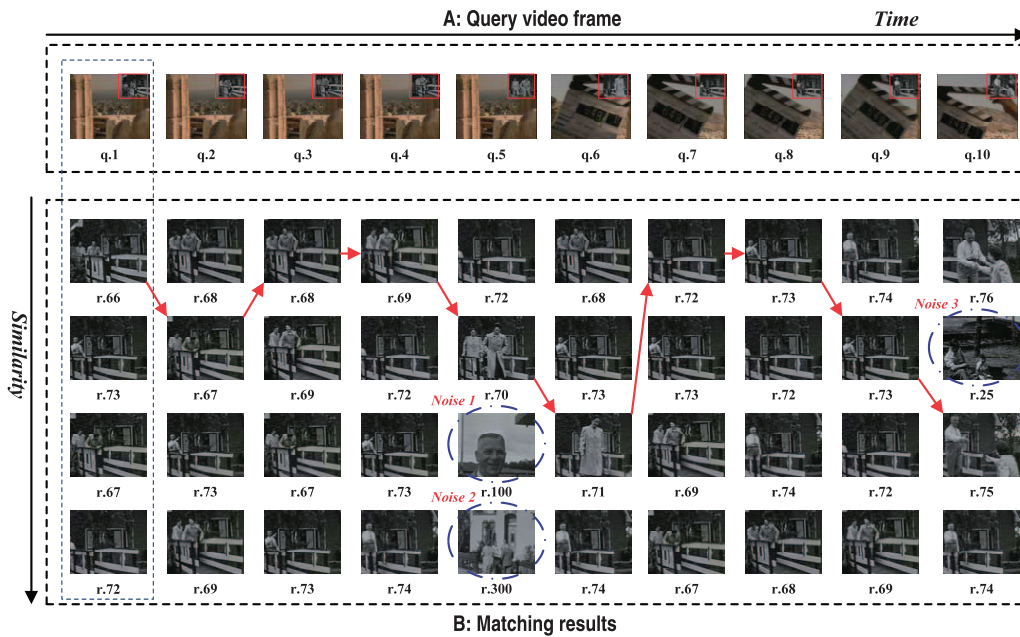 A: Query video frame
Time
q.1 q.2 q.3 q.4 q.5 q.6 q.7 q.8 q.9 q.10
Similarity
r.66 r.68 r.68 r.69 r.72 r.68 r.72 r.73 r.74 r.76
Noise 3
r.73 r.67 r.69 r.72 r.70 r.73 r.73 r.72 r.73 r.25
Noise 1
r.67 r.73 r.67 r.73 r.100 r.71 r.69 r.74 r.72 r.75
Noise 2
r.72 r.69 r.73 r.74 r.300 r.74 r.67 r.68 r.69 r.74
B: Matching results